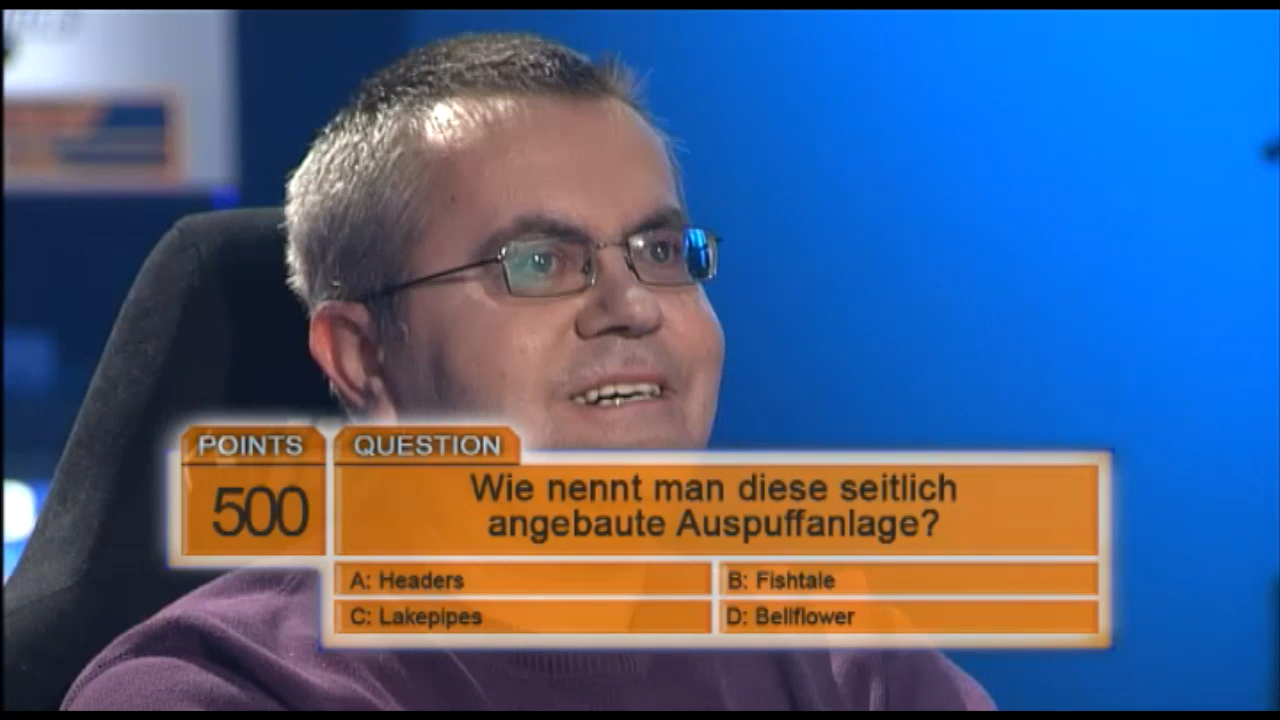 POINTS
QUESTION
500
Wie nennt man diese seitlich
angebaute Auspuffanlage?
A: Headers
B: Fishtale
C: Lakepipes
D: Bellflower